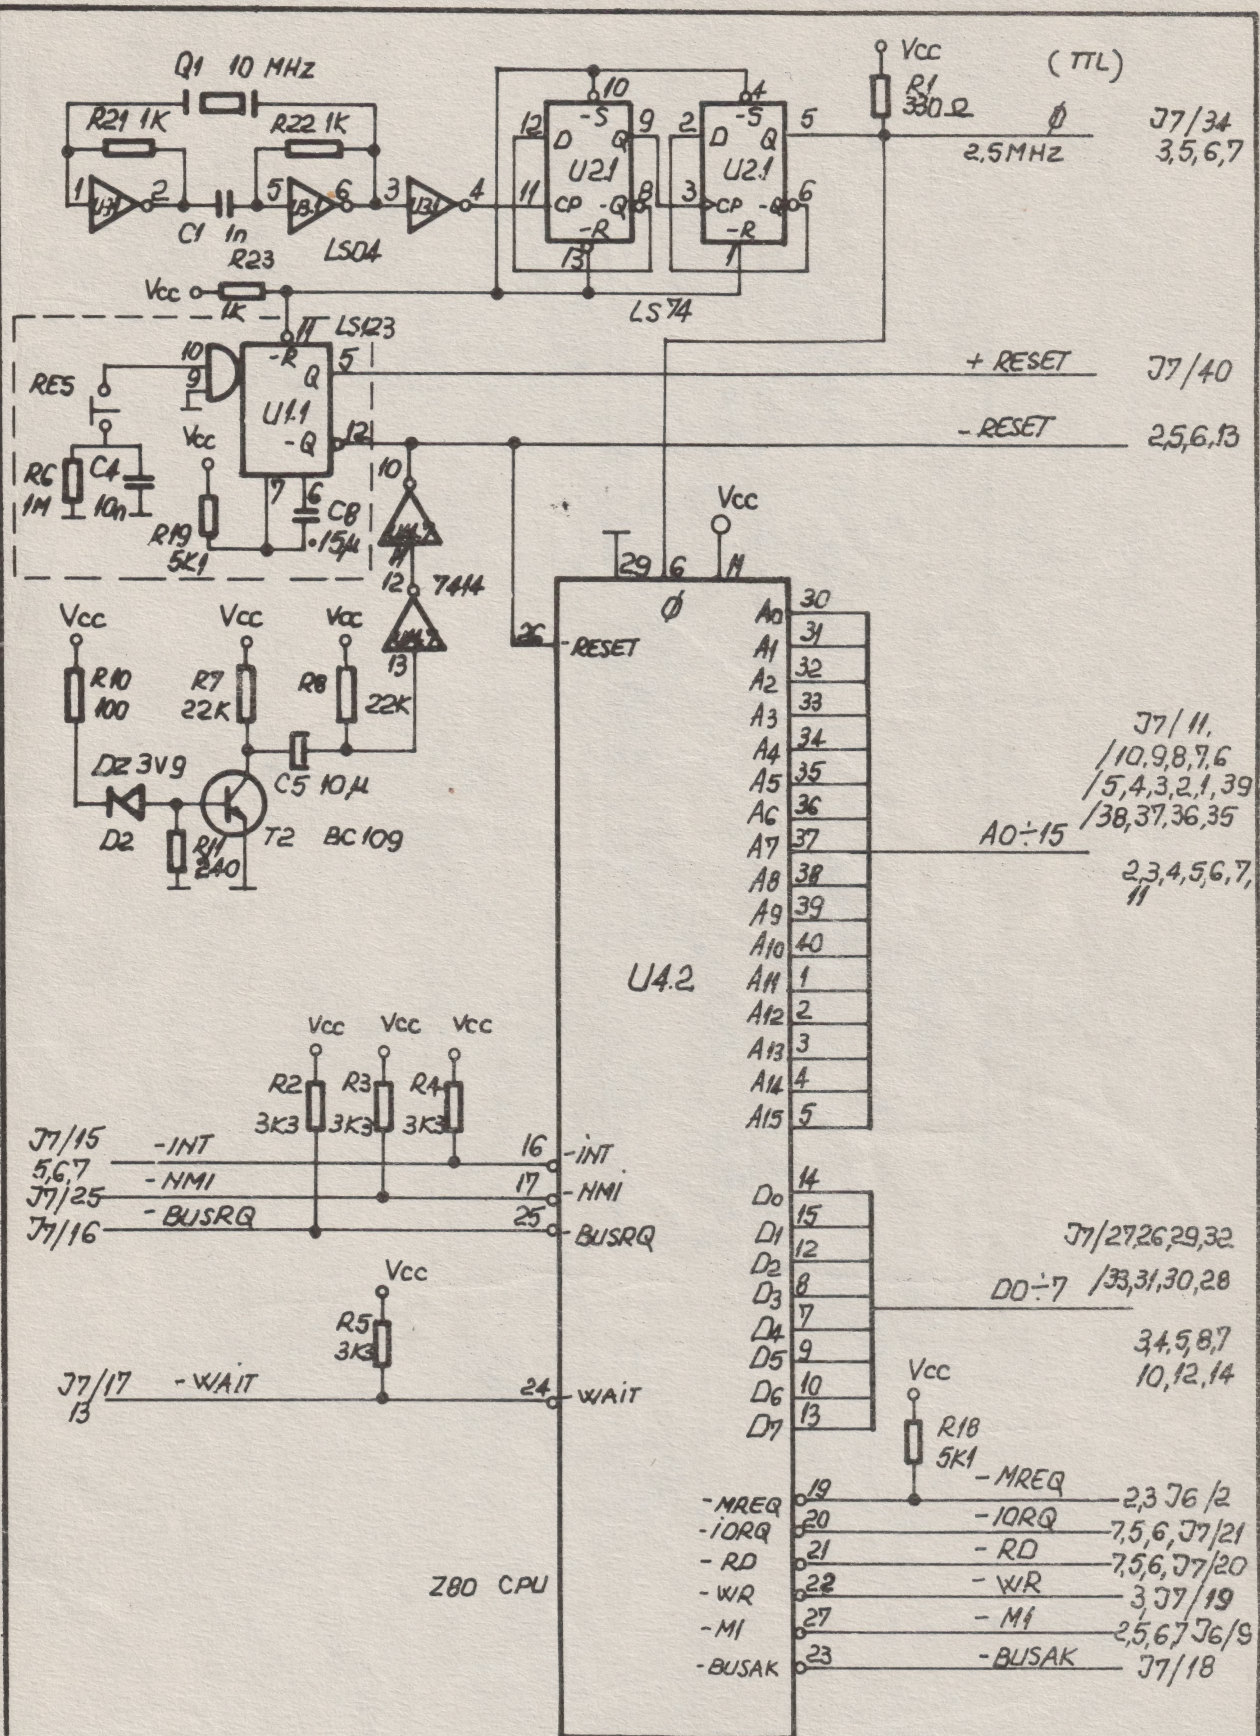 Q1 10 MHz
R21 1K
R22 1K
1
2
5
6
3
4
U3.1
U3.1
C1 1n
LS04
12
D
10
-S
9
Q
U2.1
11
CP
8
-Q
-R
13
2
D
4
-S
Q
5
U2.1
3
CP
6
-Q
-R
1
LS74
Vcc
R1
330Ω
(TTL)
Ø
2,5MHZ
J7/34
3,5,6,7
Vcc
R23
1K
11
LS123
10
9
-R
5
Q
U1.1
-Q
12
7
6
RES
R6
1M
C4
10n
Vcc
R19
5K1
C8
.15µ
+ RESET
J7/40
- RESET
2,5,6,13
10
11
12
7414
13
Vcc
R10
100
Vcc
R7
22K
Vcc
R8
22K
DZ 3V9
D2
C5 10µ
R11
240
T2
BC109
Vcc
29
6
11
Ø
26
-RESET
A0 30
A1 31
A2 32
A3 33
A4 34
A5 35
A6 36
A7 37
A8 38
A9 39
A10 40
A11 1
A12 2
A13 3
A14 4
A15 5
A0÷15
J7/11,
/10,9,8,7,6
/5,4,3,2,1,39
/38,37,36,35
2,3,4,5,6,7,
11
U4.2
Vcc
Vcc
Vcc
R2
3K3
R3
3K3
R4
3K3
J7/15
5,6,7
-INT
16
-INT
J7/25
-NMI
17
-NMI
J7/16
-BUSRQ
25
-BUSRQ
Vcc
R5
3K3
J7/17
13
-WAIT
24
-WAIT
D0 14
D1 15
D2 12
D3 8
D4 7
D5 9
D6 10
D7 13
D0÷7
J7/27,26,29,32
/33,31,30,28
3,4,5,8,7
10,12,14
Vcc
R18
5K1
-MREQ 19 -MREQ 2,3 J6/2
-IORQ 20 -IORQ 7,5,6,J7/21
-RD 21 -RD 7,5,6,J7/20
-WR 22 -WR 3,J7/19
-M1 27 -M1 2,5,6,7 J6/9
-BUSAK 23 -BUSAK J7/18
Z80 CPU